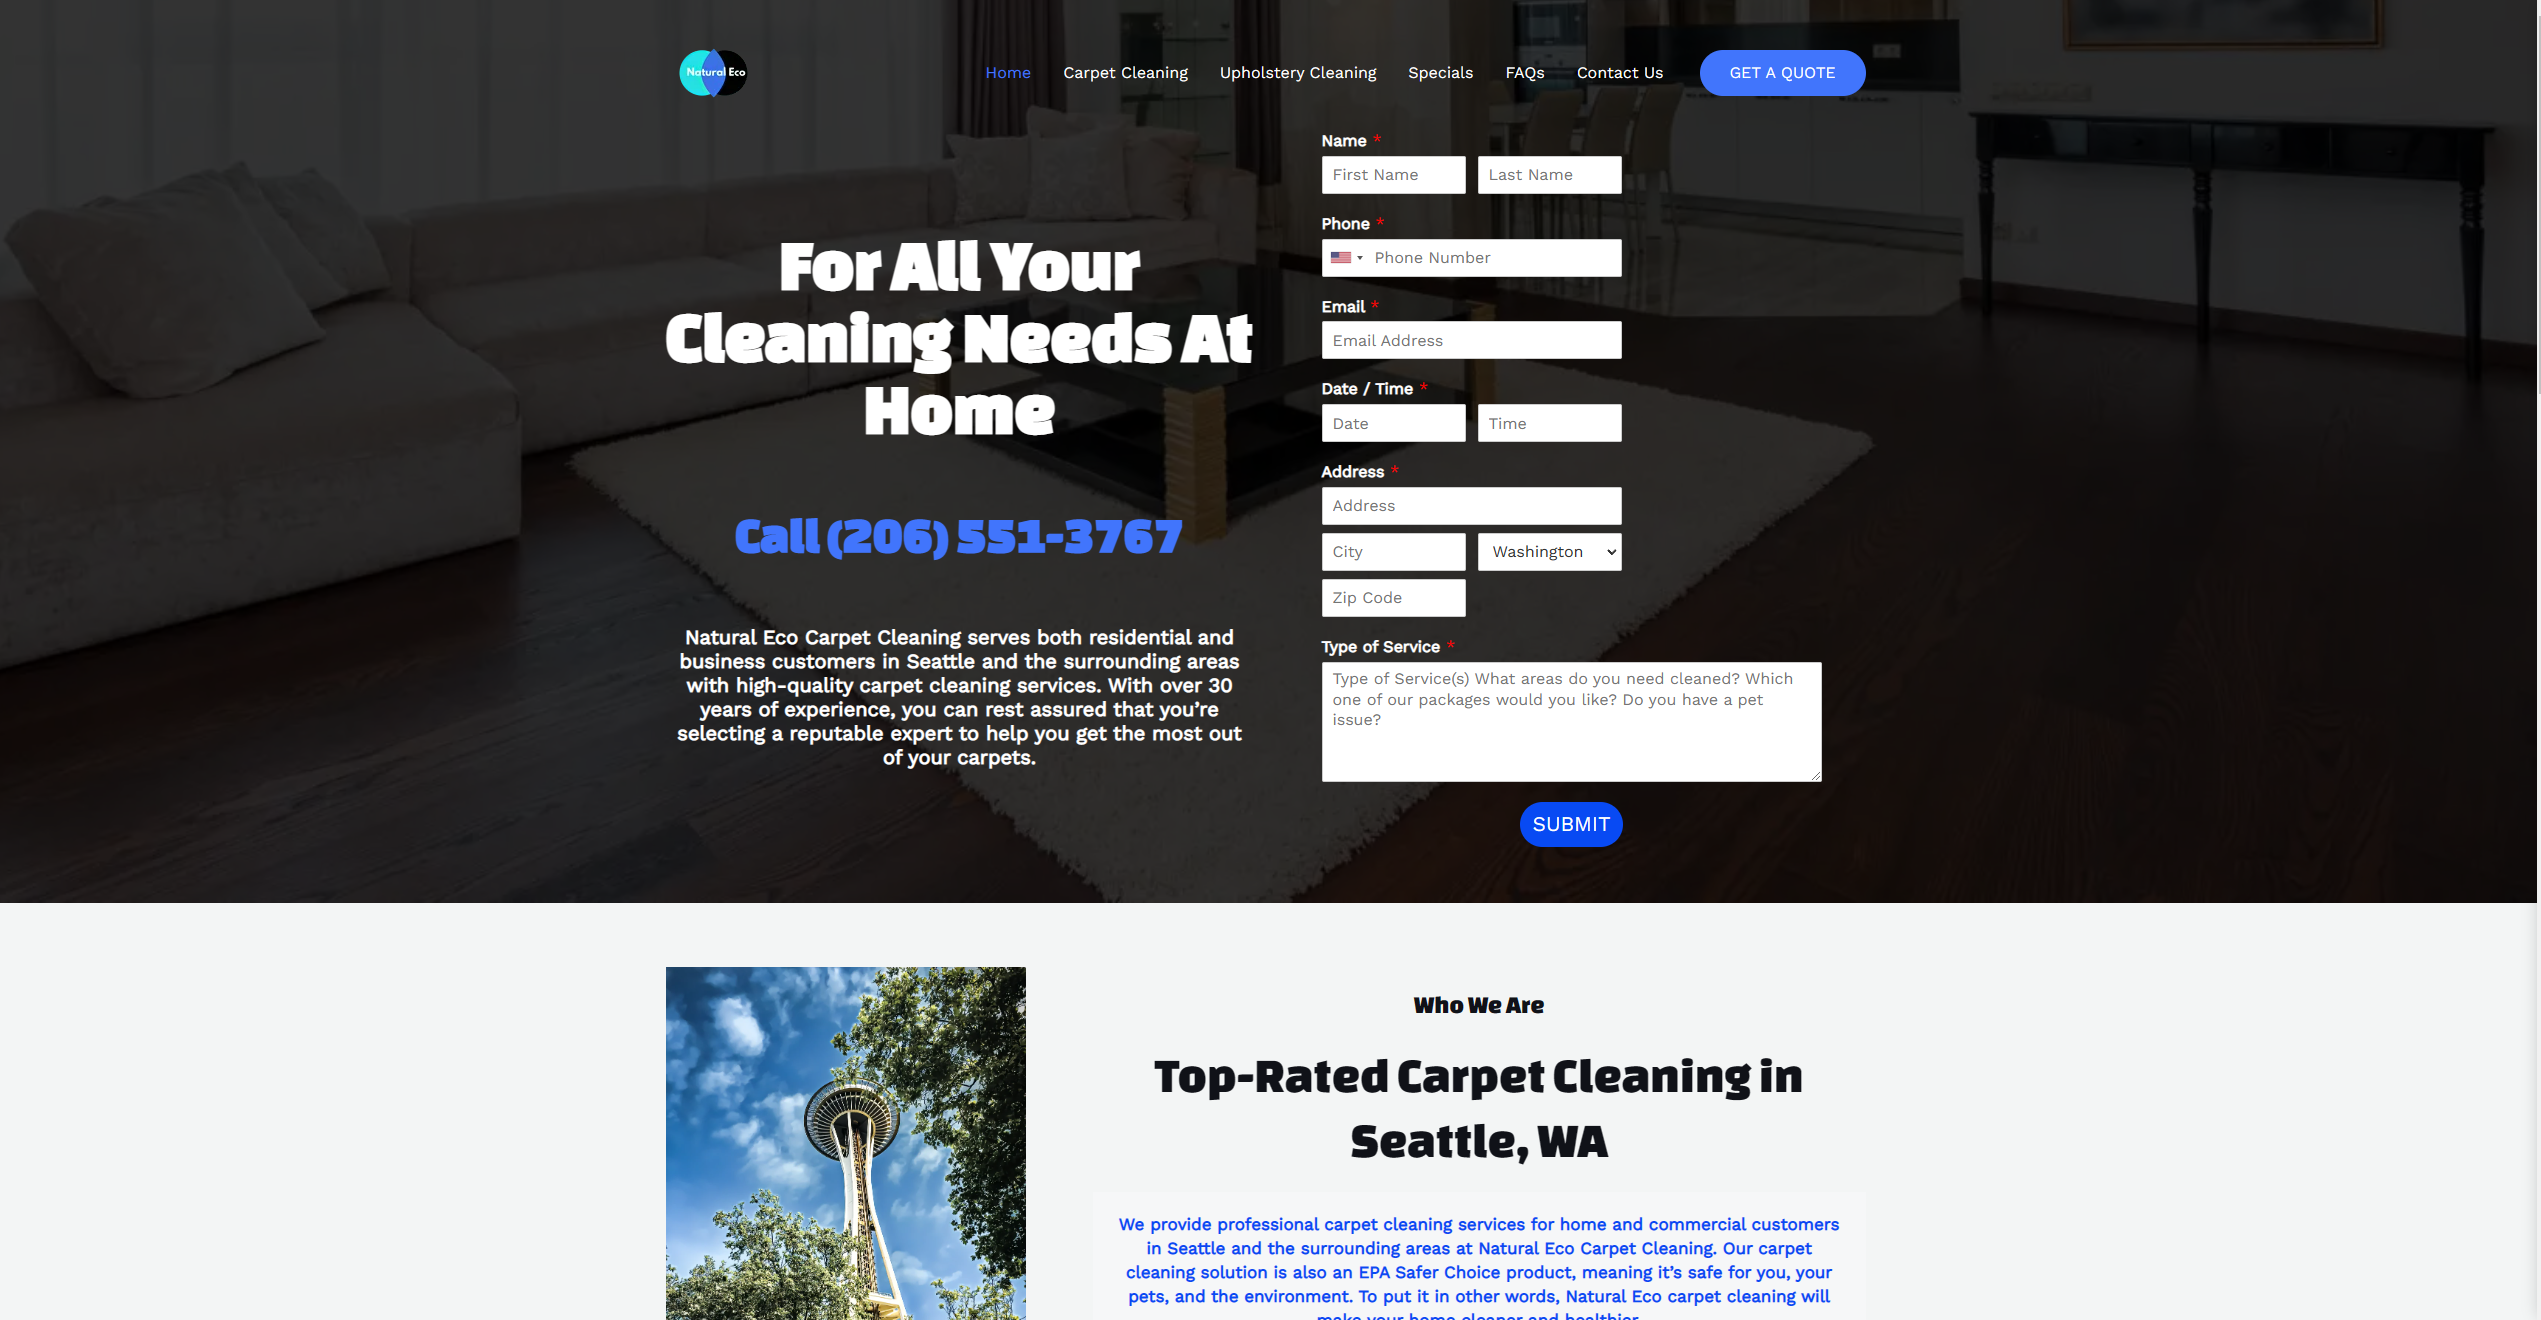 Natural Eco
Home
Carpet Cleaning
Upholstery Cleaning
Specials
FAQs
Contact Us
GET A QUOTE
For All Your
Cleaning Needs At
Home
Call (206) 551-3767
Natural Eco Carpet Cleaning serves both residential and
business customers in Seattle and the surrounding areas
with high-quality carpet cleaning services. With over 30
years of experience, you can rest assured that you’re
selecting a reputable expert to help you get the most out
of your carpets.
Name *
First Name
Last Name
Phone *
Phone Number
Email *
Email Address
Date / Time *
Date
Time
Address *
Address
City
Washington
Zip Code
Type of Service *
Type of Service(s) What areas do you need cleaned? Which
one of our packages would you like? Do you have a pet
issue?
SUBMIT
Who We Are
Top-Rated Carpet Cleaning in
Seattle, WA
We provide professional carpet cleaning services for home and commercial customers
in Seattle and the surrounding areas at Natural Eco Carpet Cleaning. Our carpet
cleaning solution is also an EPA Safer Choice product, meaning it’s safe for you, your
pets, and the environment. To put it in other words, Natural Eco carpet cleaning will
make your home cleaner and healthier.